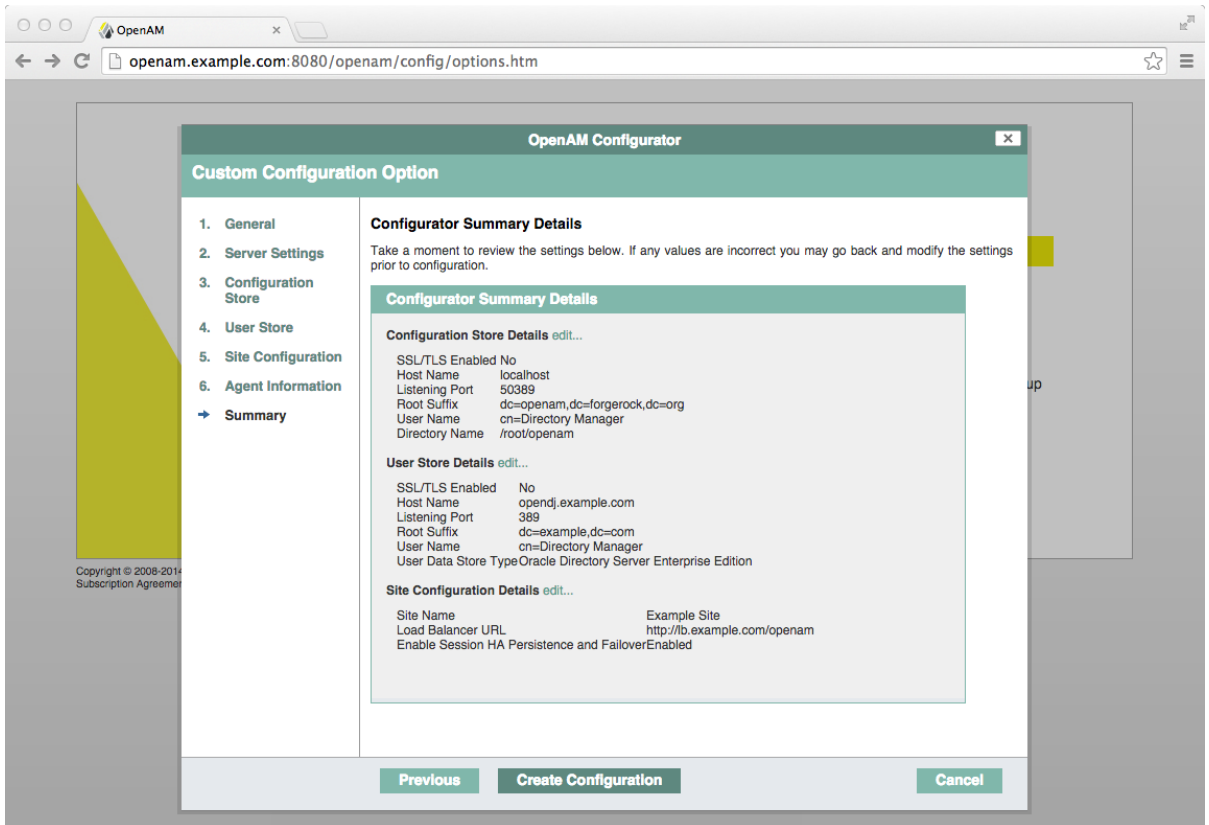 OpenAM
openam.example.com:8080/openam/config/options.htm
OpenAM Configurator
Custom Configuration Option
1. General
2. Server Settings
3. Configuration
Store
4. User Store
5. Site Configuration
6. Agent Information
Summary
Configurator Summary Details
Take a moment to review the settings below. If any values are incorrect you may go back and modify the settings
prior to configuration.
Configurator Summary Details
Configuration Store Details edit...
SSL/TLS Enabled No
Host Name localhost
Listening Port 50389
Root Suffix dc=openam,dc=forgerock,dc=org
User Name cn=Directory Manager
Directory Name /root/openam
User Store Details edit...
SSL/TLS Enabled No
Host Name opendj.example.com
Listening Port 389
Root Suffix dc=example,dc=com
User Name cn=Directory Manager
User Data Store Type Oracle Directory Server Enterprise Edition
Site Configuration Details edit...
Site Name Example Site
Load Balancer URL http://lb.example.com/openam
Enable Session HA Persistence and Failover Enabled
Previous
Create Configuration
Cancel
up
Copyright © 2008-2014
Subscription